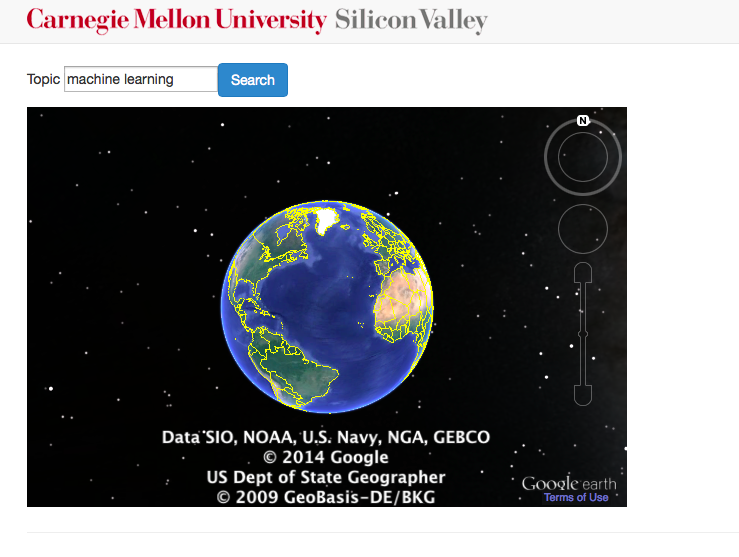 Carnegie Mellon University Silicon Valley
Topic machine learning Search
N
Data SIO, NOAA, U.S. Navy, NGA, GEBCO
© 2014 Google
US Dept of State Geographer
© 2009 GeoBasis-DE/BKG
Google earth
Terms of Use